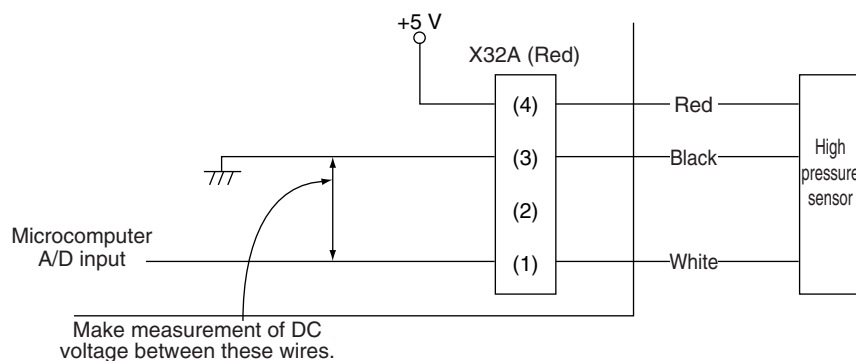 +5 V
X32A (Red)
(4)
Red
(3)
Black
High
pressure
sensor
(2)
Microcomputer
A/D input
(1)
White
Make measurement of DC
voltage between these wires.